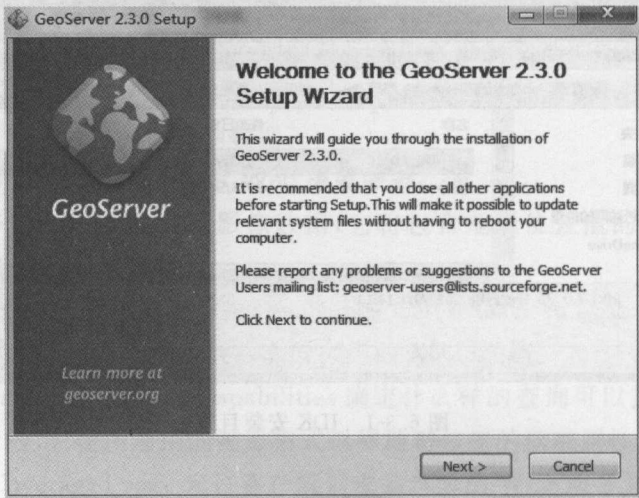 GeoServer 2.3.0 Setup
Welcome to the GeoServer 2.3.0
Setup Wizard
This wizard will guide you through the installation of
GeoServer 2.3.0.
It is recommended that you close all other applications
before starting Setup.This will make it possible to update
relevant system files without having to reboot your
computer.
Please report any problems or suggestions to the GeoServer
Users mailing list: geoserver-users@lists.sourceforge.net.
Click Next to continue.
GeoServer
Learn more at
geoserver.org
Next >
Cancel